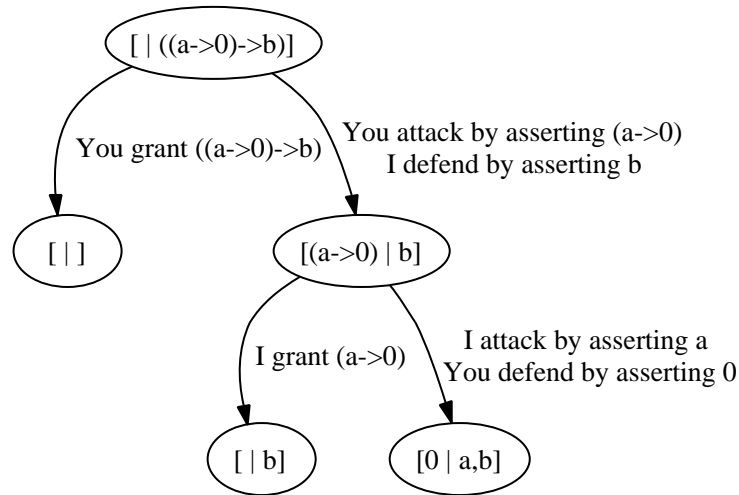 [ | ((a->0)->b)]
You grant ((a->0)->b)
You attack by asserting (a->0)
I defend by asserting b
[ | ]
[(a->0) | b]
I grant (a->0)
I attack by asserting a
You defend by asserting 0
[ | b]
[0 | a,b]